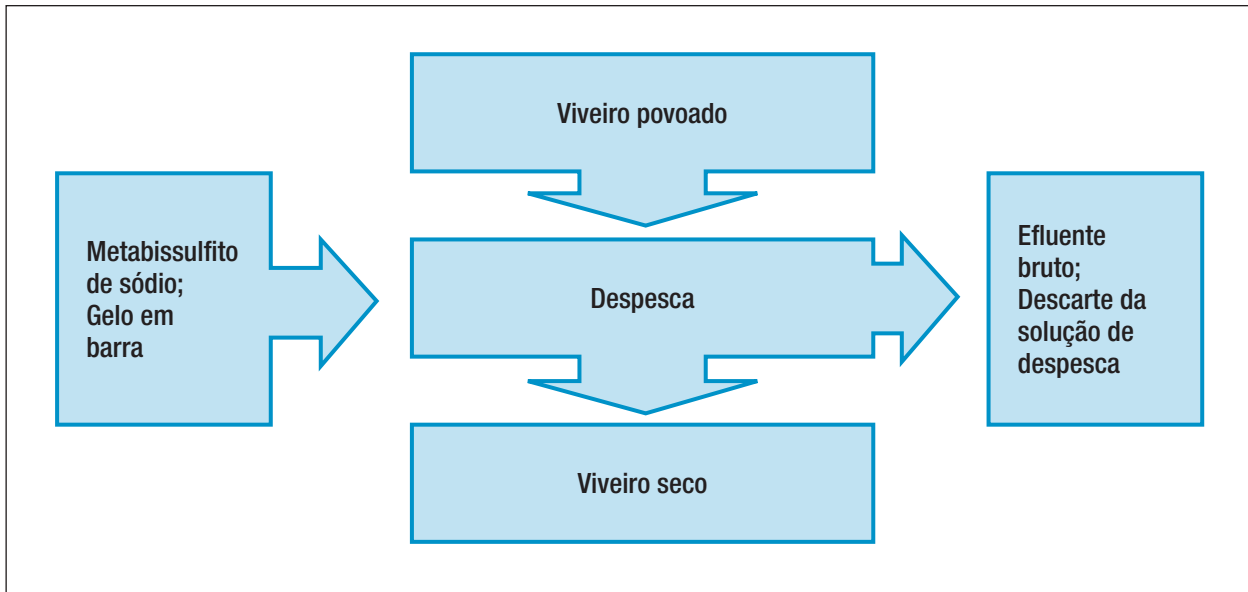 Viveiro povoado
Metabissulfito
de sódio;
Gelo em
barra
Despesca
Efluente
bruto;
Descarte da
solução de
despesca
Viveiro seco